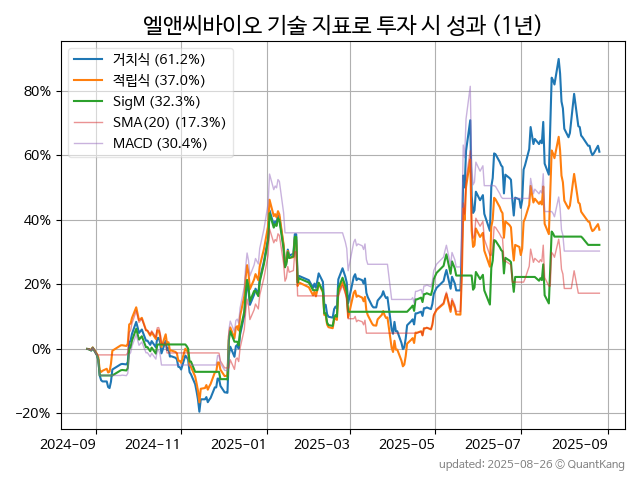 엘앤씨바이오 기술 지표로 투자 시 성과 (1년)
거치식 (61.2%)
적립식 (37.0%)
SigM (32.3%)
SMA(20) (17.3%)
MACD (30.4%)
80%
60%
40%
20%
0%
−20%
2024-09 2024-11 2025-01 2025-03 2025-05 2025-07 2025-09
updated: 2025-08-26 © QuantKang